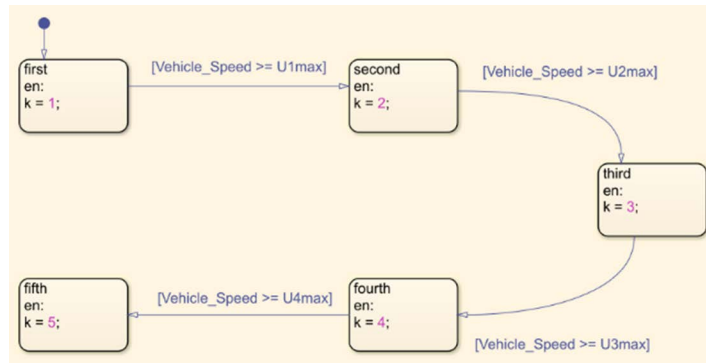 first
en:
k = 1;
[Vehicle_Speed >= U1max]
second
en:
k = 2;
[Vehicle_Speed >= U2max]
third
en:
k = 3;
[Vehicle_Speed >= U3max]
fourth
en:
k = 4;
[Vehicle_Speed >= U4max]
fifth
en:
k = 5;